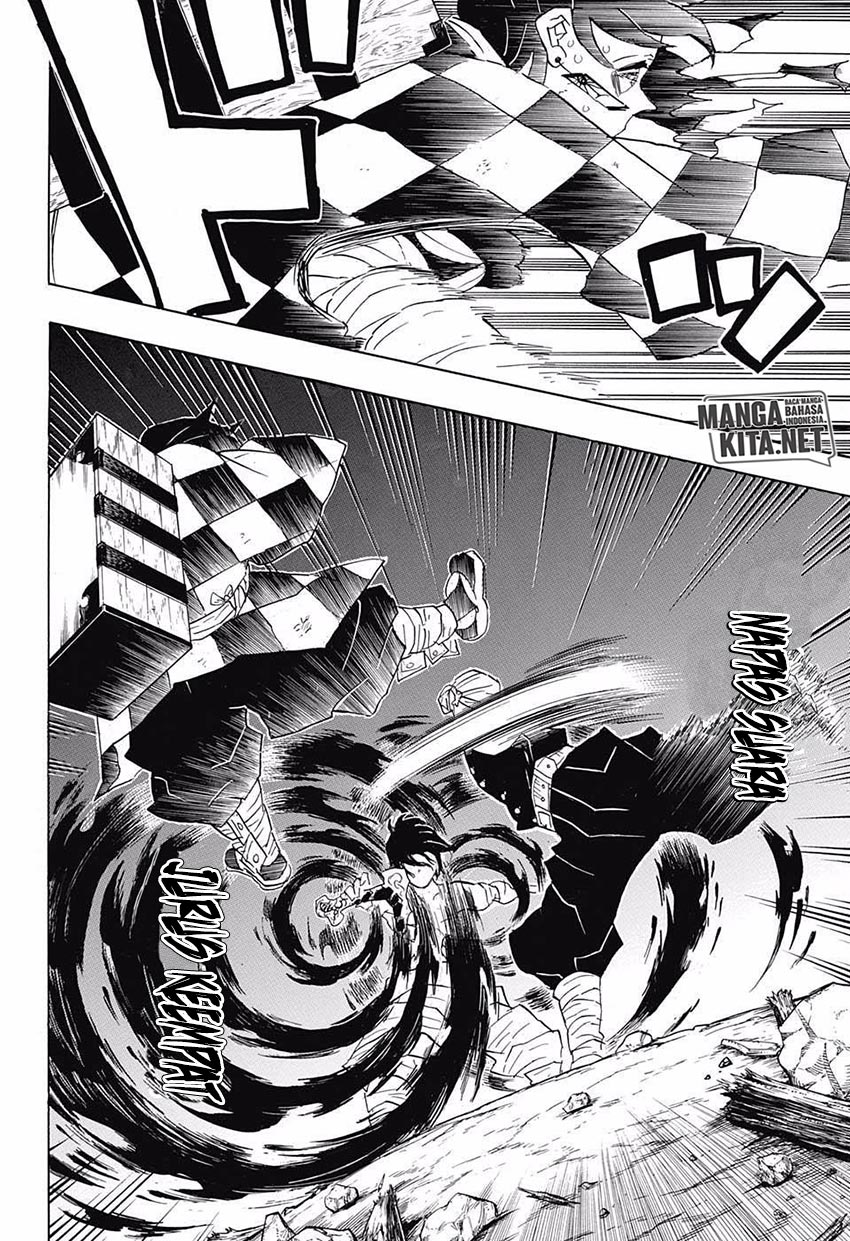 BACA MANGA
BAHASA
INDONESIA.
MANGA
KITA.NET
NAPAS SUARA
JURUS KEEMPAT